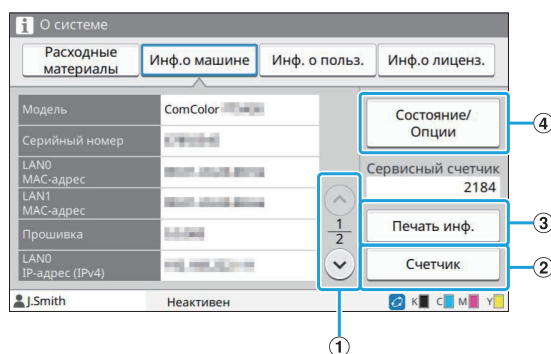 i О системе
Расходные
материалы
Инф.о машине
Инф. о польз.
Инф.о лиценз.
Модель
ComColor
Серийный номер
LAN0
MAC-адрес
LAN1
MAC-адрес
Прошивка
LAN0
IP-адрес (IPv4)
1
2
Состояние/
Опции
Сервисный счетчик
2184
Печать инф.
Счетчик
J.Smith
Неактивен
K C M Y
4
3
2
1